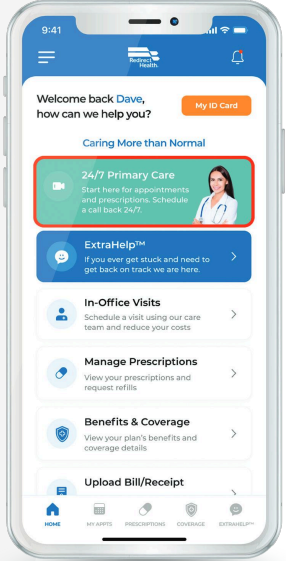 9:41
Redirect
Health.
Welcome back Dave,
how can we help you?
My ID Card
Caring More than Normal
24/7 Primary Care
Start here for appointments
and prescriptions. Schedule
a call back 24/7.
ExtraHelp™
If you ever get stuck and need to
get back on track we are here.
In-Office Visits
Schedule a visit using our care
team and reduce your costs
Manage Prescriptions
View your prescriptions and
request refills
Benefits & Coverage
View your plan's benefits and
coverage details
Upload Bill/Receipt
HOME
MY APPTS
PRESCRIPTIONS
COVERAGE
EXTRAHELP™